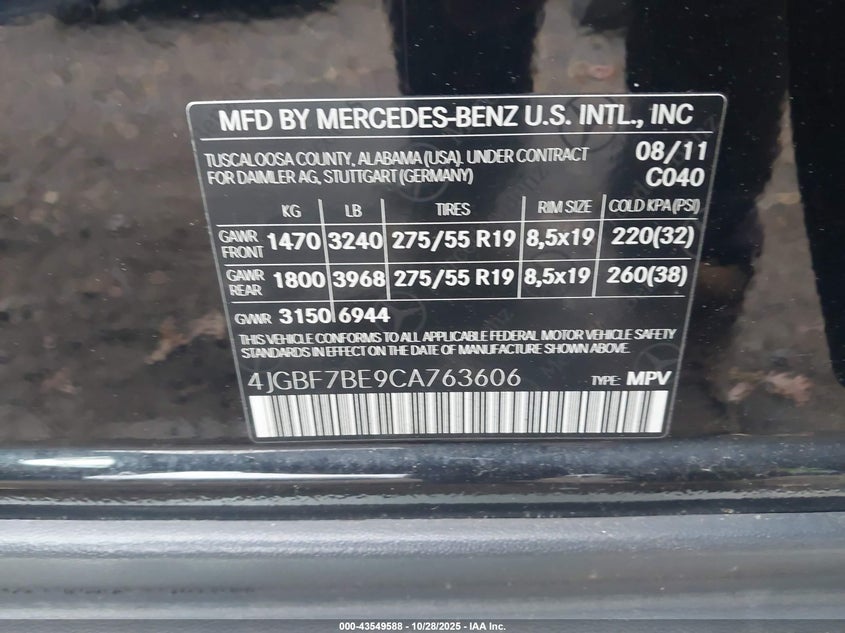 MFD BY MERCEDES-BENZ U.S. INTL., INC
TUSCALOOSA COUNTY, ALABAMA (USA). UNDER CONTRACT 08/11
FOR DAIMLER AG, STUTTGART (GERMANY) C040
KG LB TIRES RIM SIZE COLD KPA (PSI)
GAWR FRONT 1470 3240 275/55 R19 8,5x19 220(32)
GAWR REAR 1800 3968 275/55 R19 8,5x19 260(38)
GVWR 3150 6944
THIS VEHICLE CONFORMS TO ALL APPLICABLE FEDERAL MOTOR VEHICLE SAFETY
STANDARDS IN EFFECT ON THE DATE OF MANUFACTURE SHOWN ABOVE.
4JGBF7BE9CA763606 TYPE: MPV
000-43549588 - 10/28/2025 - IAA Inc.